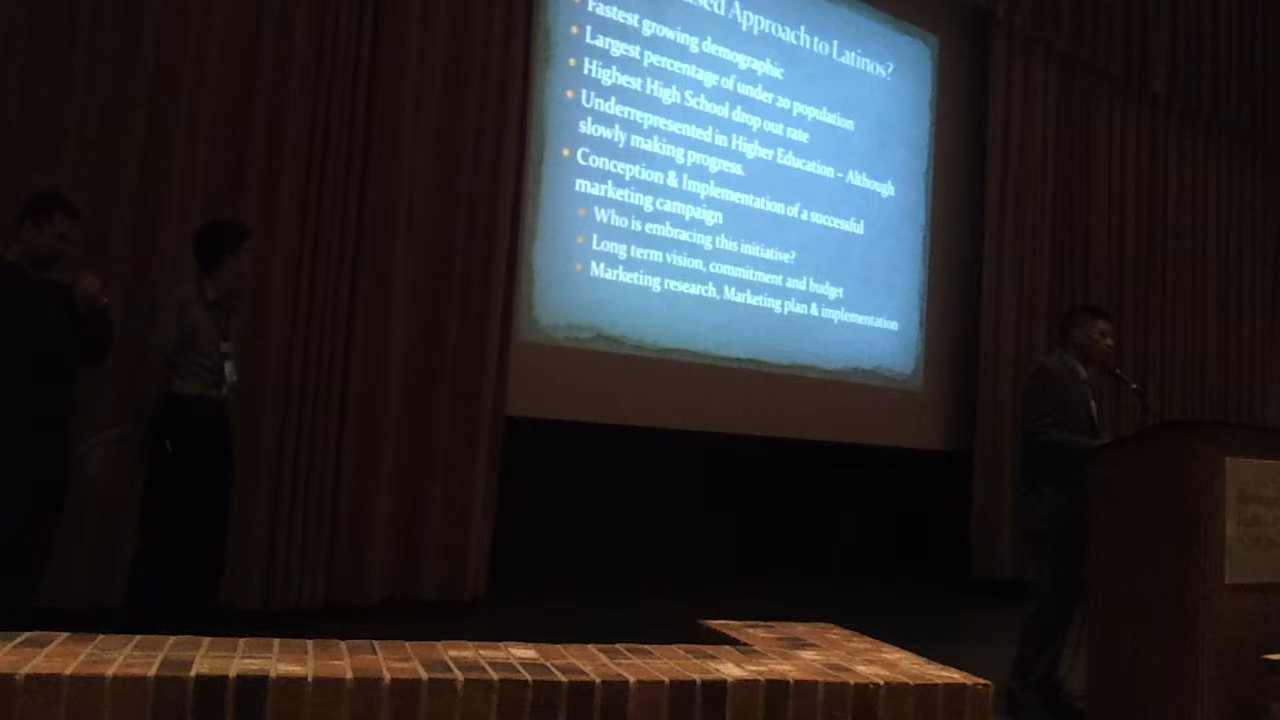 Approach to Latinos?
Fastest growing demographic
Largest percentage of under 20 population
Highest High School drop out rate
Underrepresented in Higher Education – Although
slowly making progress.
Conception & Implementation of a successful
marketing campaign
Who is embracing this initiative?
Long term vision, commitment and budget
Marketing research, Marketing plan & implementation